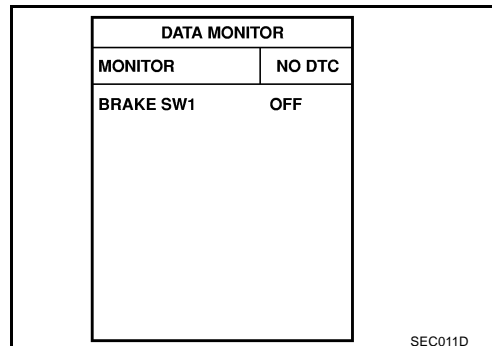 DATA MONITOR
MONITOR NO DTC
BRAKE SW1 OFF
SEC011D